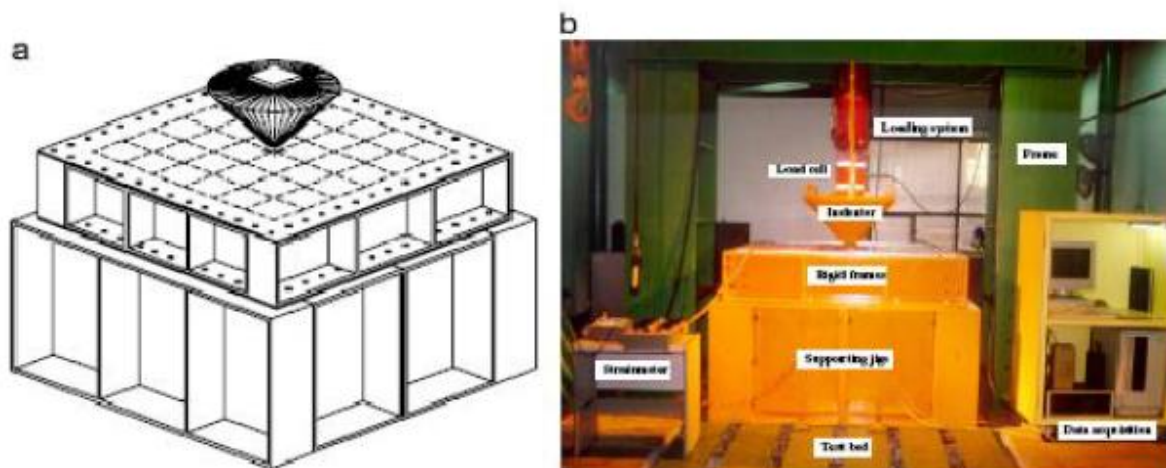 a
b
Loading system
Frame
Load cell
Indenter
Rigid frames
Supporting jigs
Strainmeter
Data acquisition
Test bed